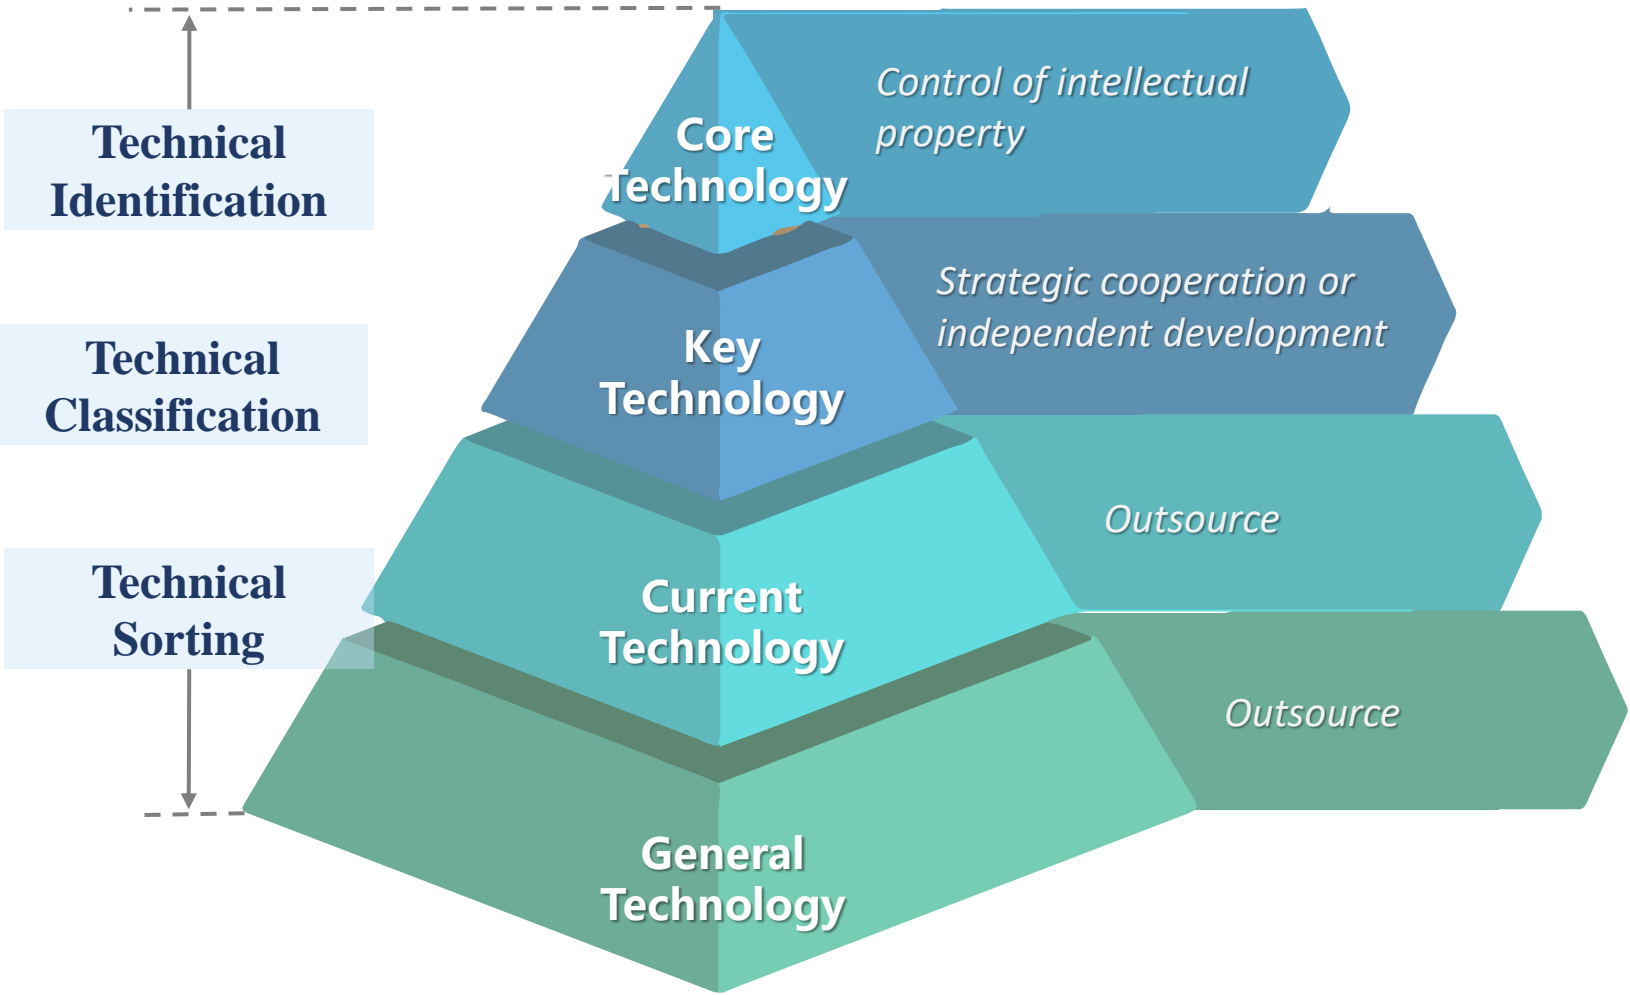 Technical
Identification
Core
Technology
Control of intellectual
property
Technical
Classification
Key
Technology
Strategic cooperation or
independent development
Technical
Sorting
Current
Technology
Outsource
General
Technology
Outsource